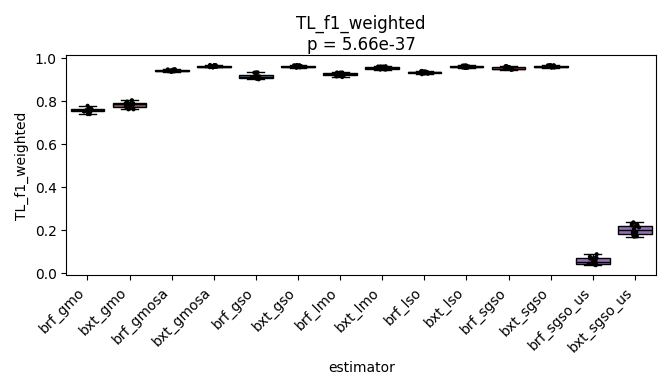 TL_f1_weighted
p = 5.66e-37
TL_f1_weighted
1.0
0.8
0.6
0.4
0.2
0.0
brf_gmo
bxt_gmo
brf_gmosa
bxt_gmosa
brf_gso
bxt_gso
brf_lmo
bxt_lmo
brf_lso
bxt_lso
brf_sgso
bxt_sgso
brf_sgso_us
bxt_sgso_us
estimator